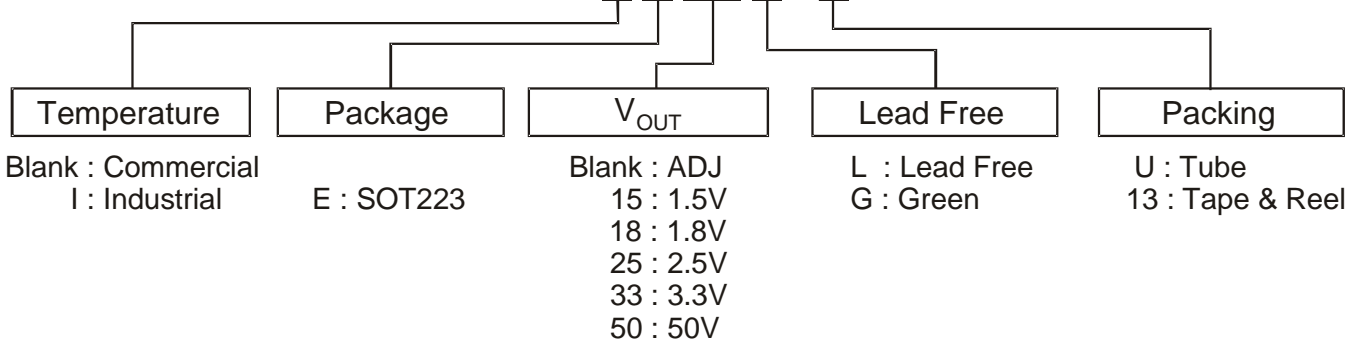 Temperature Package V_OUT Lead Free Packing
Blank : Commercial Blank : ADJ L : Lead Free U : Tube
I : Industrial E : SOT223 15 : 1.5V G : Green 13 : Tape & Reel
18 : 1.8V
25 : 2.5V
33 : 3.3V
50 : 50V